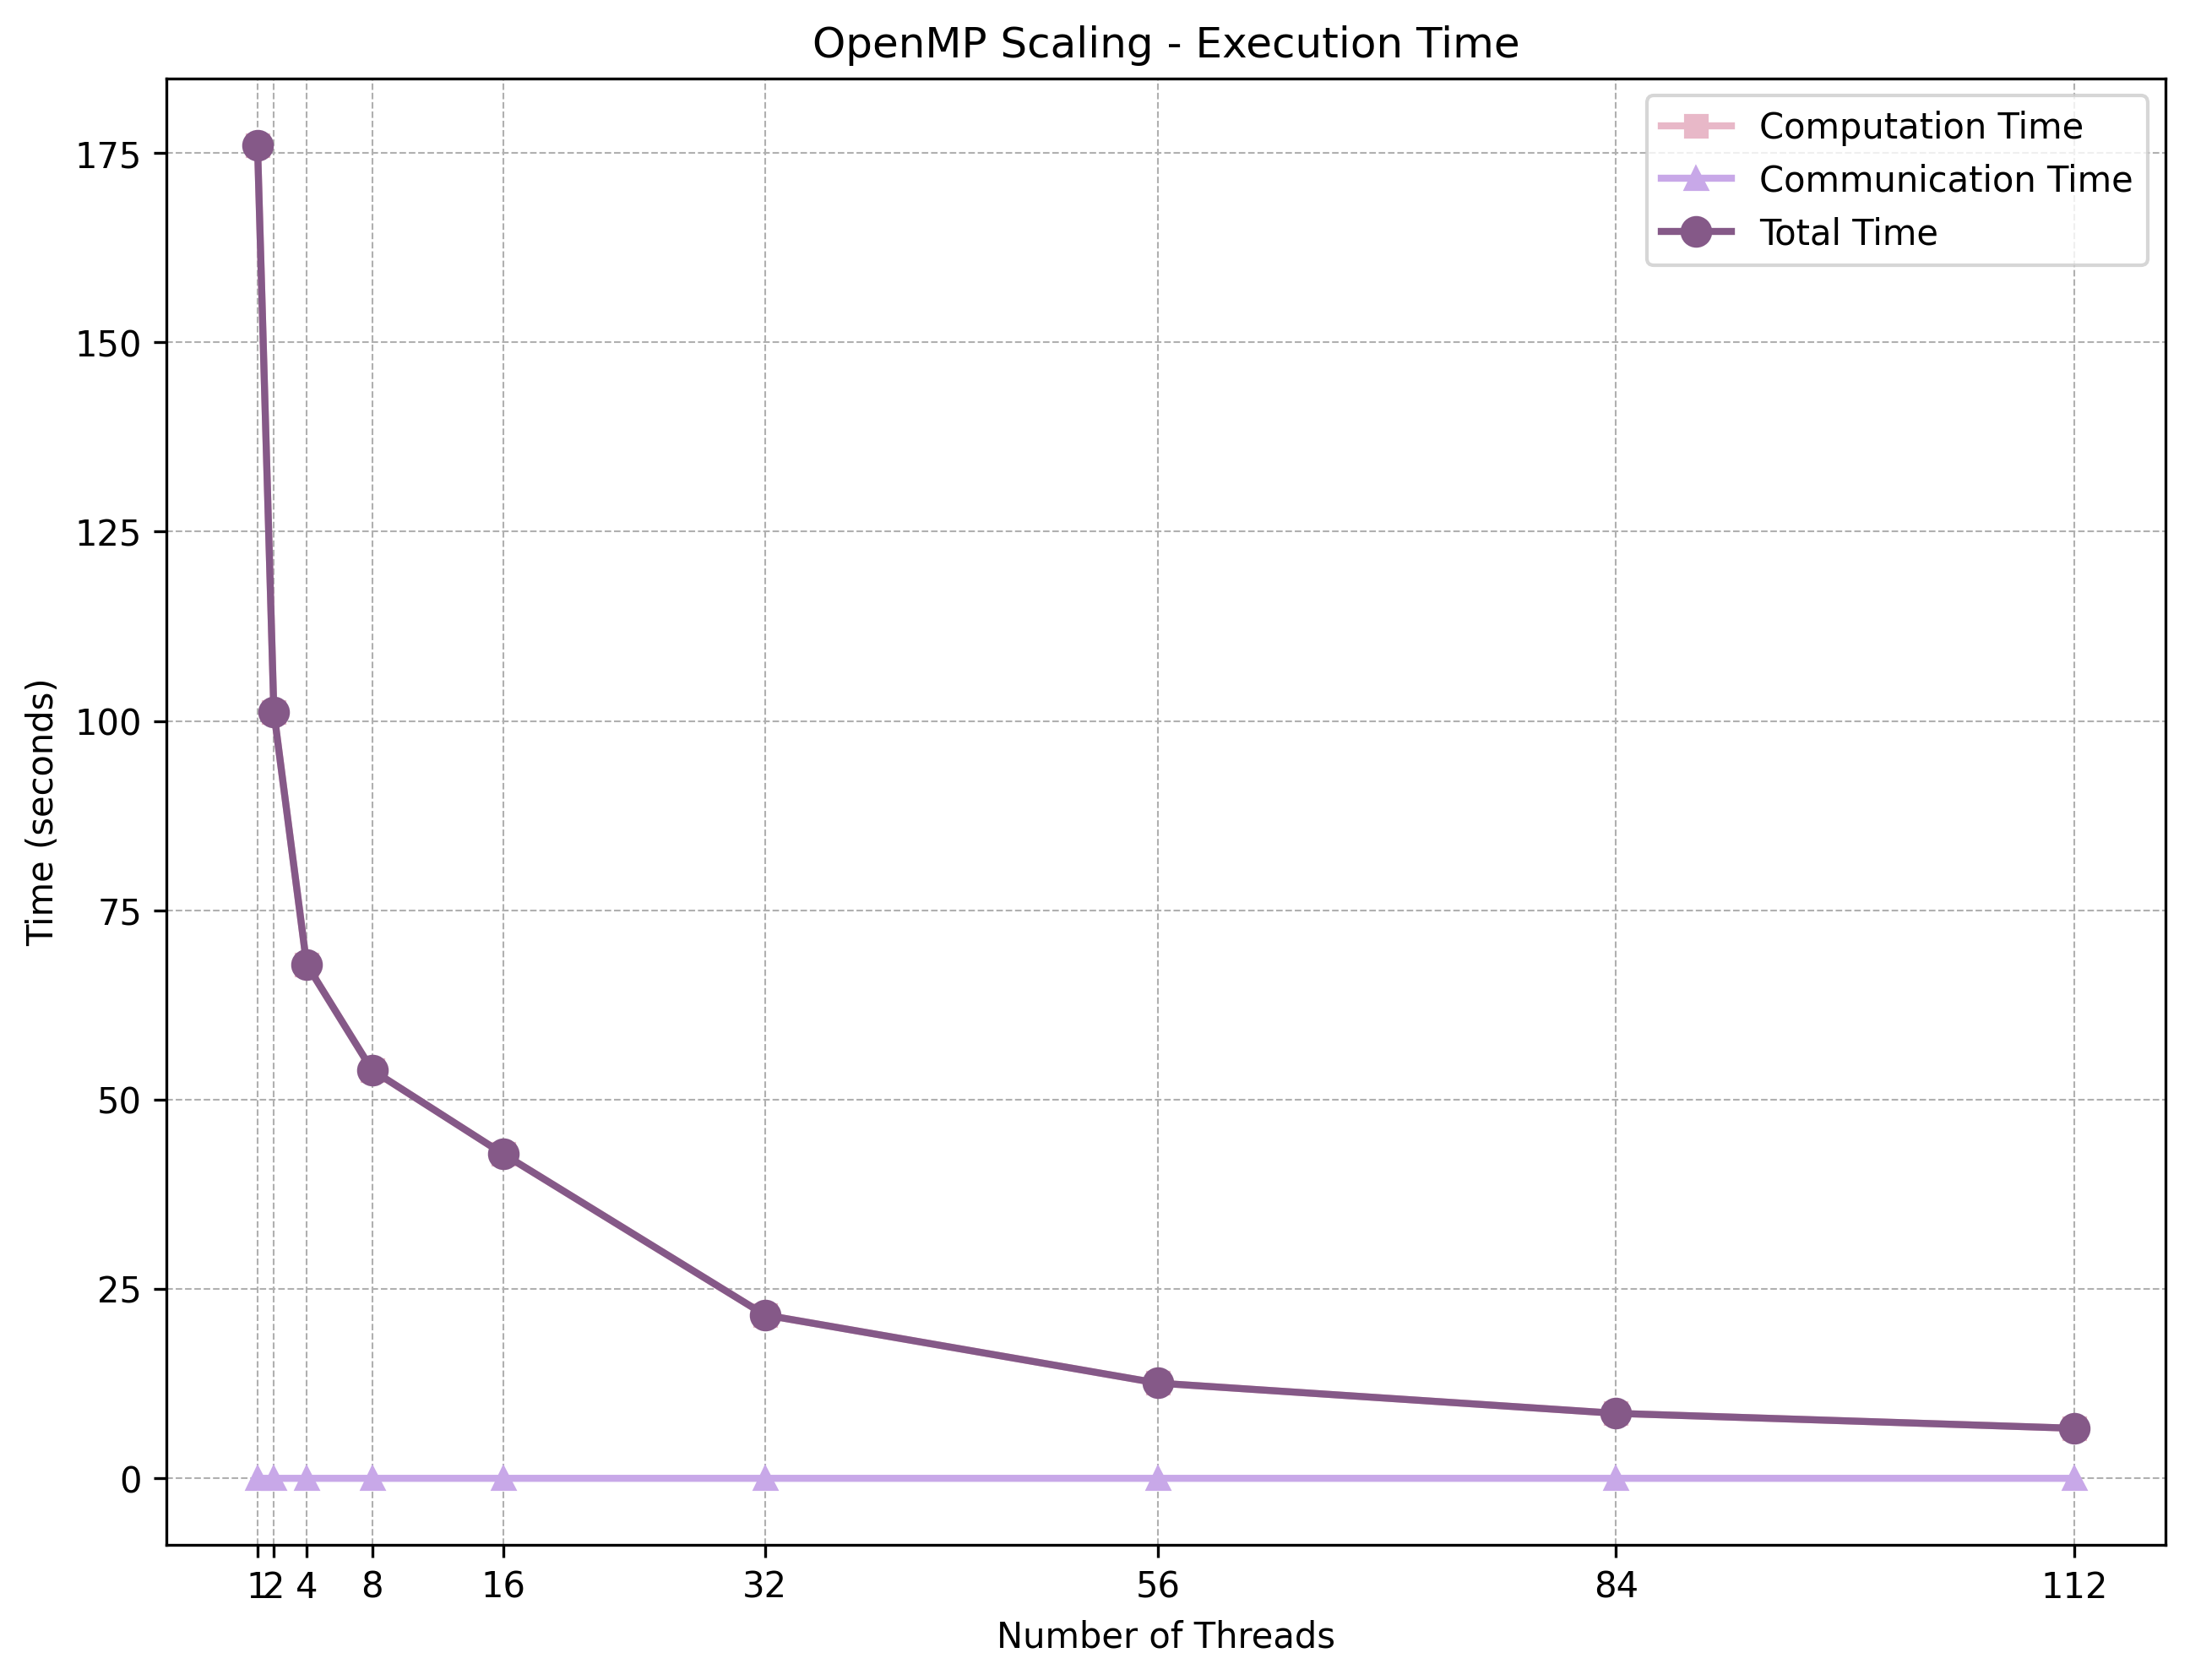 OpenMP Scaling - Execution Time
Computation Time
Communication Time
Total Time
175
150
125
100
75
50
25
0
Time (seconds)
1 2 4 8 16 32 56 84 112
Number of Threads